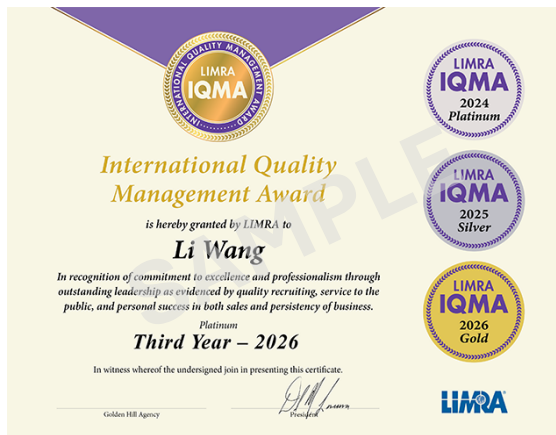 INTERNATIONAL QUALITY MANAGEMENT AWARD
LIMRA
IQMA
International Quality
Management Award
is hereby granted by LIMRA to
Li Wang
In recognition of commitment to excellence and professionalism through
outstanding leadership as evidenced by quality recruiting, service to the
public, and personal success in both sales and persistency of business.
Platinum
Third Year – 2026
In witness whereof the undersigned join in presenting this certificate.
Golden Hill Agency
President
SAMPLE
LIMRA
IQMA
2024
Platinum
LIMRA
IQMA
2025
Silver
LIMRA
IQMA
2026
Gold
LIMRA